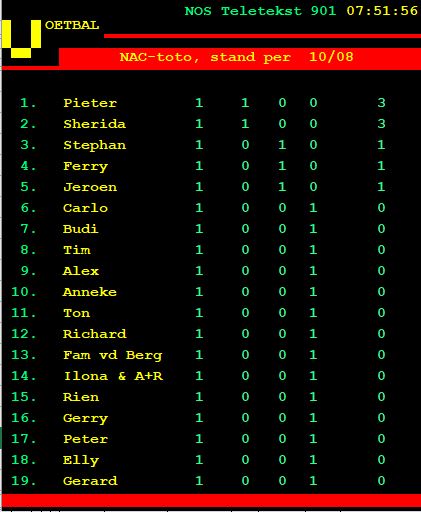 NOS Teletekst 901 07:51:56
VOETBAL
NAC-toto, stand per 10/08
1. Pieter 1 1 0 0 3
2. Sherida 1 1 0 0 3
3. Stephan 1 0 1 0 1
4. Ferry 1 0 1 0 1
5. Jeroen 1 0 1 0 1
6. Carlo 1 0 0 1 0
7. Budi 1 0 0 1 0
8. Tim 1 0 0 1 0
9. Alex 1 0 0 1 0
10. Anneke 1 0 0 1 0
11. Ton 1 0 0 1 0
12. Richard 1 0 0 1 0
13. Fam vd Berg 1 0 0 1 0
14. Ilona & A+R 1 0 0 1 0
15. Rien 1 0 0 1 0
16. Gerry 1 0 0 1 0
17. Peter 1 0 0 1 0
18. Elly 1 0 0 1 0
19. Gerard 1 0 0 1 0